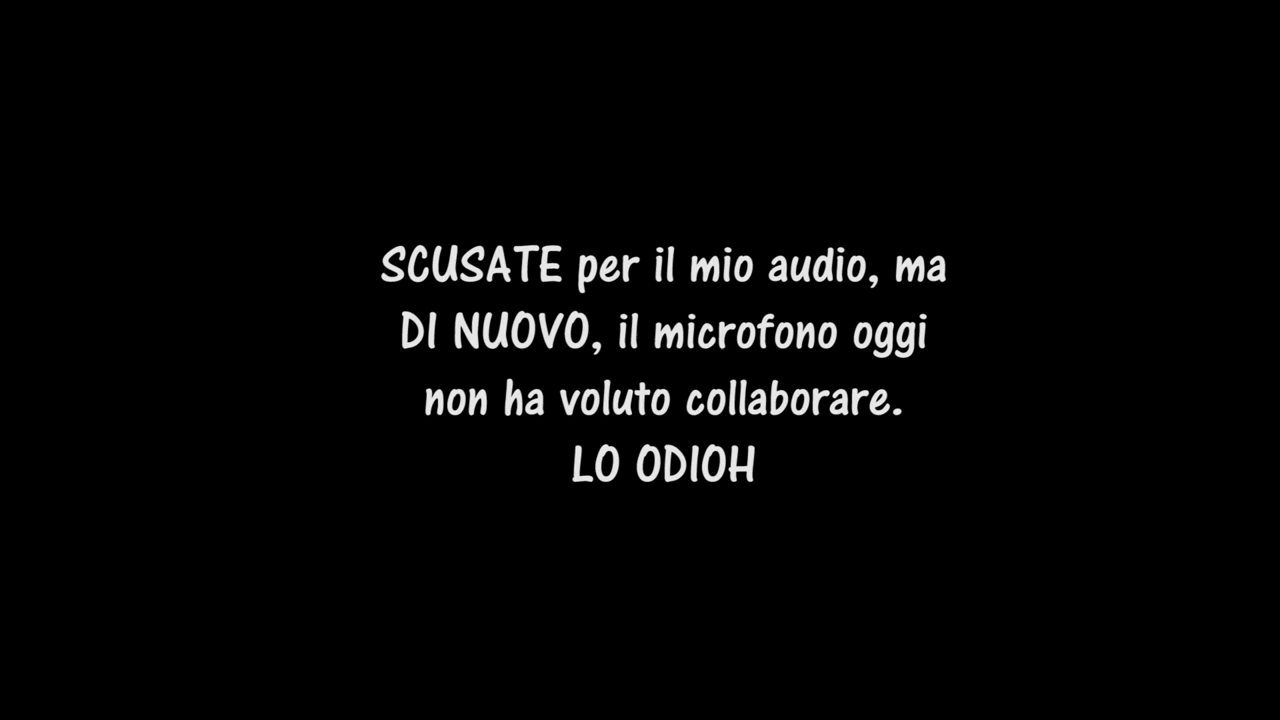 SCUSATE per il mio audio, ma
DI NUOVO, il microfono oggi
non ha voluto collaborare.
LO ODIOH